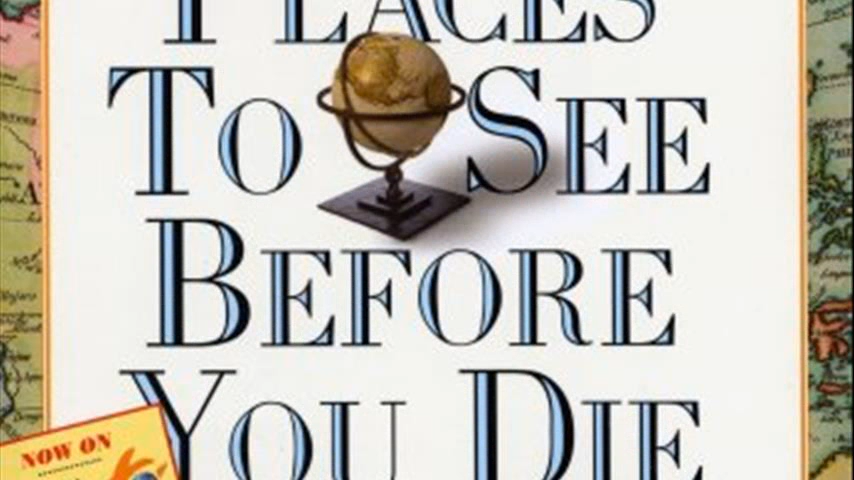 PLACES
TO SEE
BEFORE
YOU DIE
NOW ON